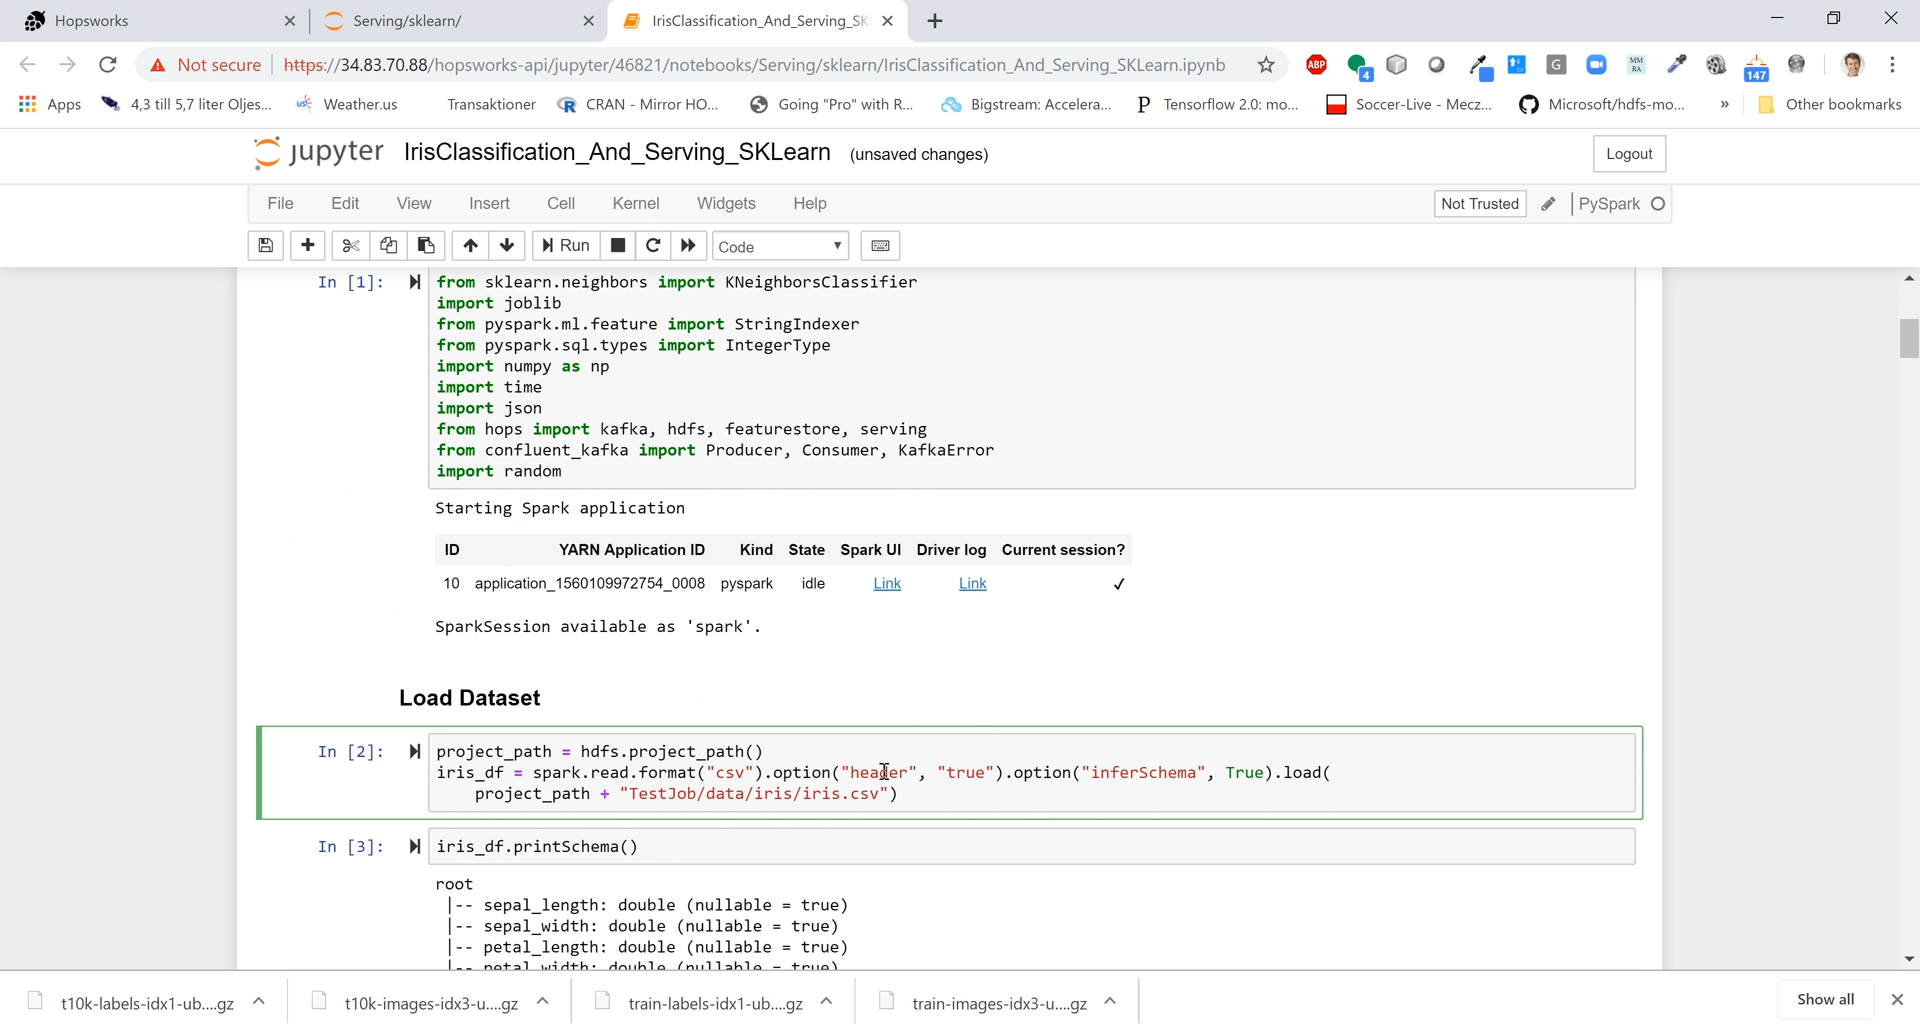 Hopsworks
Serving/sklearn/
IrisClassification_And_Serving_SK
Not secure
https://34.83.70.88/hopsworks-api/jupyter/46821/notebooks/Serving/sklearn/IrisClassification_And_Serving_SKLearn.ipynb
ABP
4
G
MM
RA
147
Apps
4,3 till 5,7 liter Oljes...
Weather.us
Transaktioner
CRAN - Mirror HO...
Going "Pro" with R...
Bigstream: Accelera...
Tensorflow 2.0: mo...
Soccer-Live - Mecz...
Microsoft/hdfs-mo...
»
Other bookmarks
jupyter
IrisClassification_And_Serving_SKLearn
(unsaved changes)
Logout
File
Edit
View
Insert
Cell
Kernel
Widgets
Help
Not Trusted
PySpark
Run
Code
In [1]:
from sklearn.neighbors import KNeighborsClassifier
import joblib
from pyspark.ml.feature import StringIndexer
from pyspark.sql.types import IntegerType
import numpy as np
import time
import json
from hops import kafka, hdfs, featurestore, serving
from confluent_kafka import Producer, Consumer, KafkaError
import random
Starting Spark application
ID YARN Application ID Kind State Spark UI Driver log Current session?
10 application_1560109972754_0008 pyspark idle Link Link ✓
SparkSession available as 'spark'.
Load Dataset
In [2]:
project_path = hdfs.project_path()
iris_df = spark.read.format("csv").option("header", "true").option("inferSchema", True).load(
project_path + "TestJob/data/iris/iris.csv")
In [3]:
iris_df.printSchema()
root
|-- sepal_length: double (nullable = true)
|-- sepal_width: double (nullable = true)
|-- petal_length: double (nullable = true)
|-- petal_width: double (nullable = true)
t10k-labels-idx1-ub....gz
t10k-images-idx3-u....gz
train-labels-idx1-ub....gz
train-images-idx3-u....gz
Show all